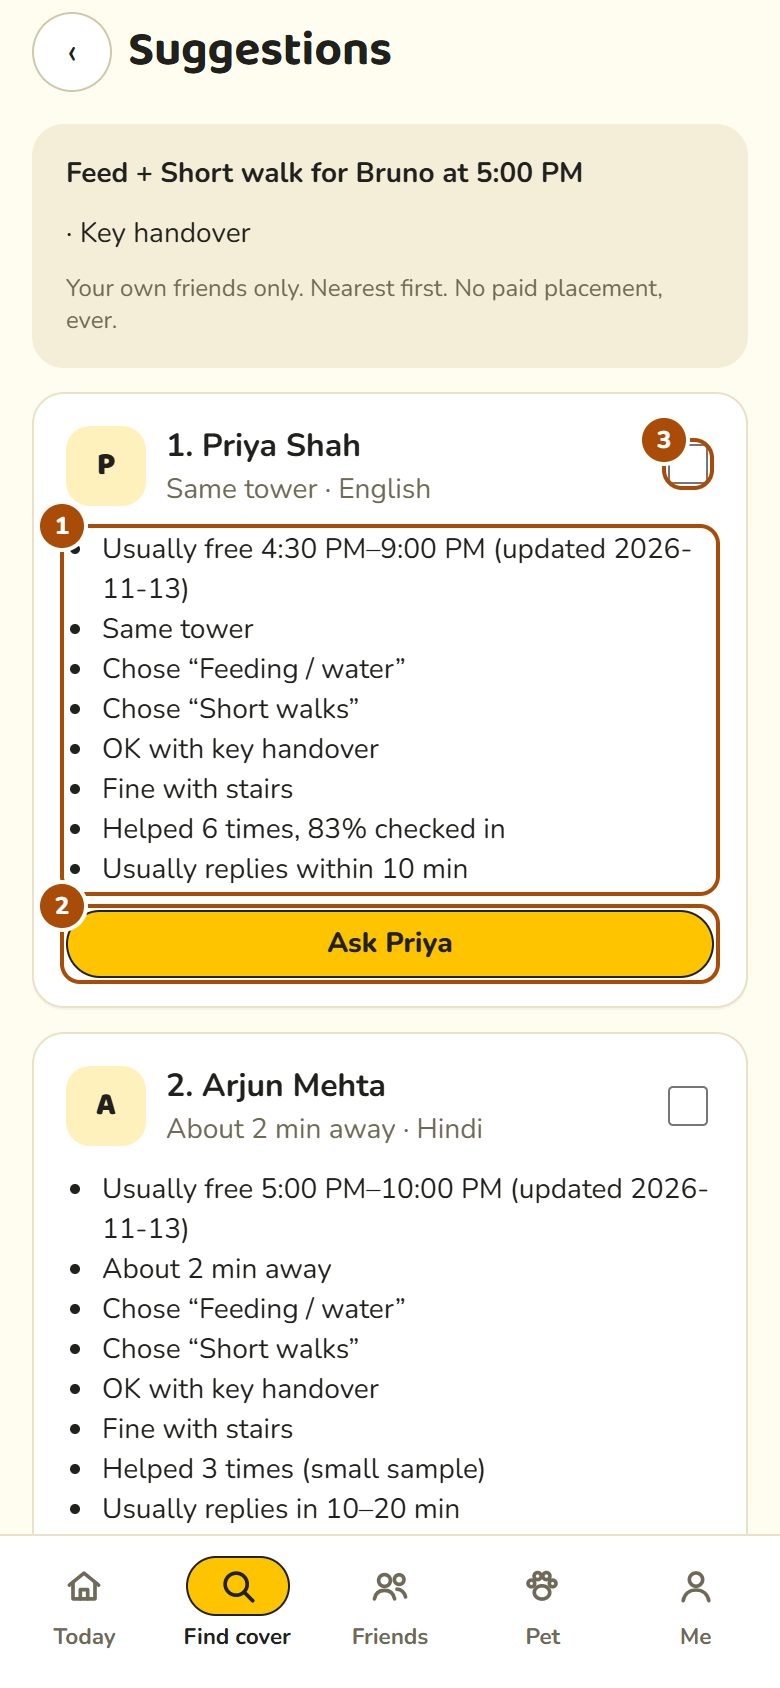 ‹ Suggestions
Feed + Short walk for Bruno at 5:00 PM
· Key handover
Your own friends only. Nearest first. No paid placement,
ever.
P
1. Priya Shah
Same tower · English
3
1
• Usually free 4:30 PM–9:00 PM (updated 2026-
11-13)
• Same tower
• Chose “Feeding / water”
• Chose “Short walks”
• OK with key handover
• Fine with stairs
• Helped 6 times, 83% checked in
• Usually replies within 10 min
2
Ask Priya
A
2. Arjun Mehta
About 2 min away · Hindi
• Usually free 5:00 PM–10:00 PM (updated 2026-
11-13)
• About 2 min away
• Chose “Feeding / water”
• Chose “Short walks”
• OK with key handover
• Fine with stairs
• Helped 3 times (small sample)
• Usually replies in 10–20 min
Today Find cover Friends Pet Me